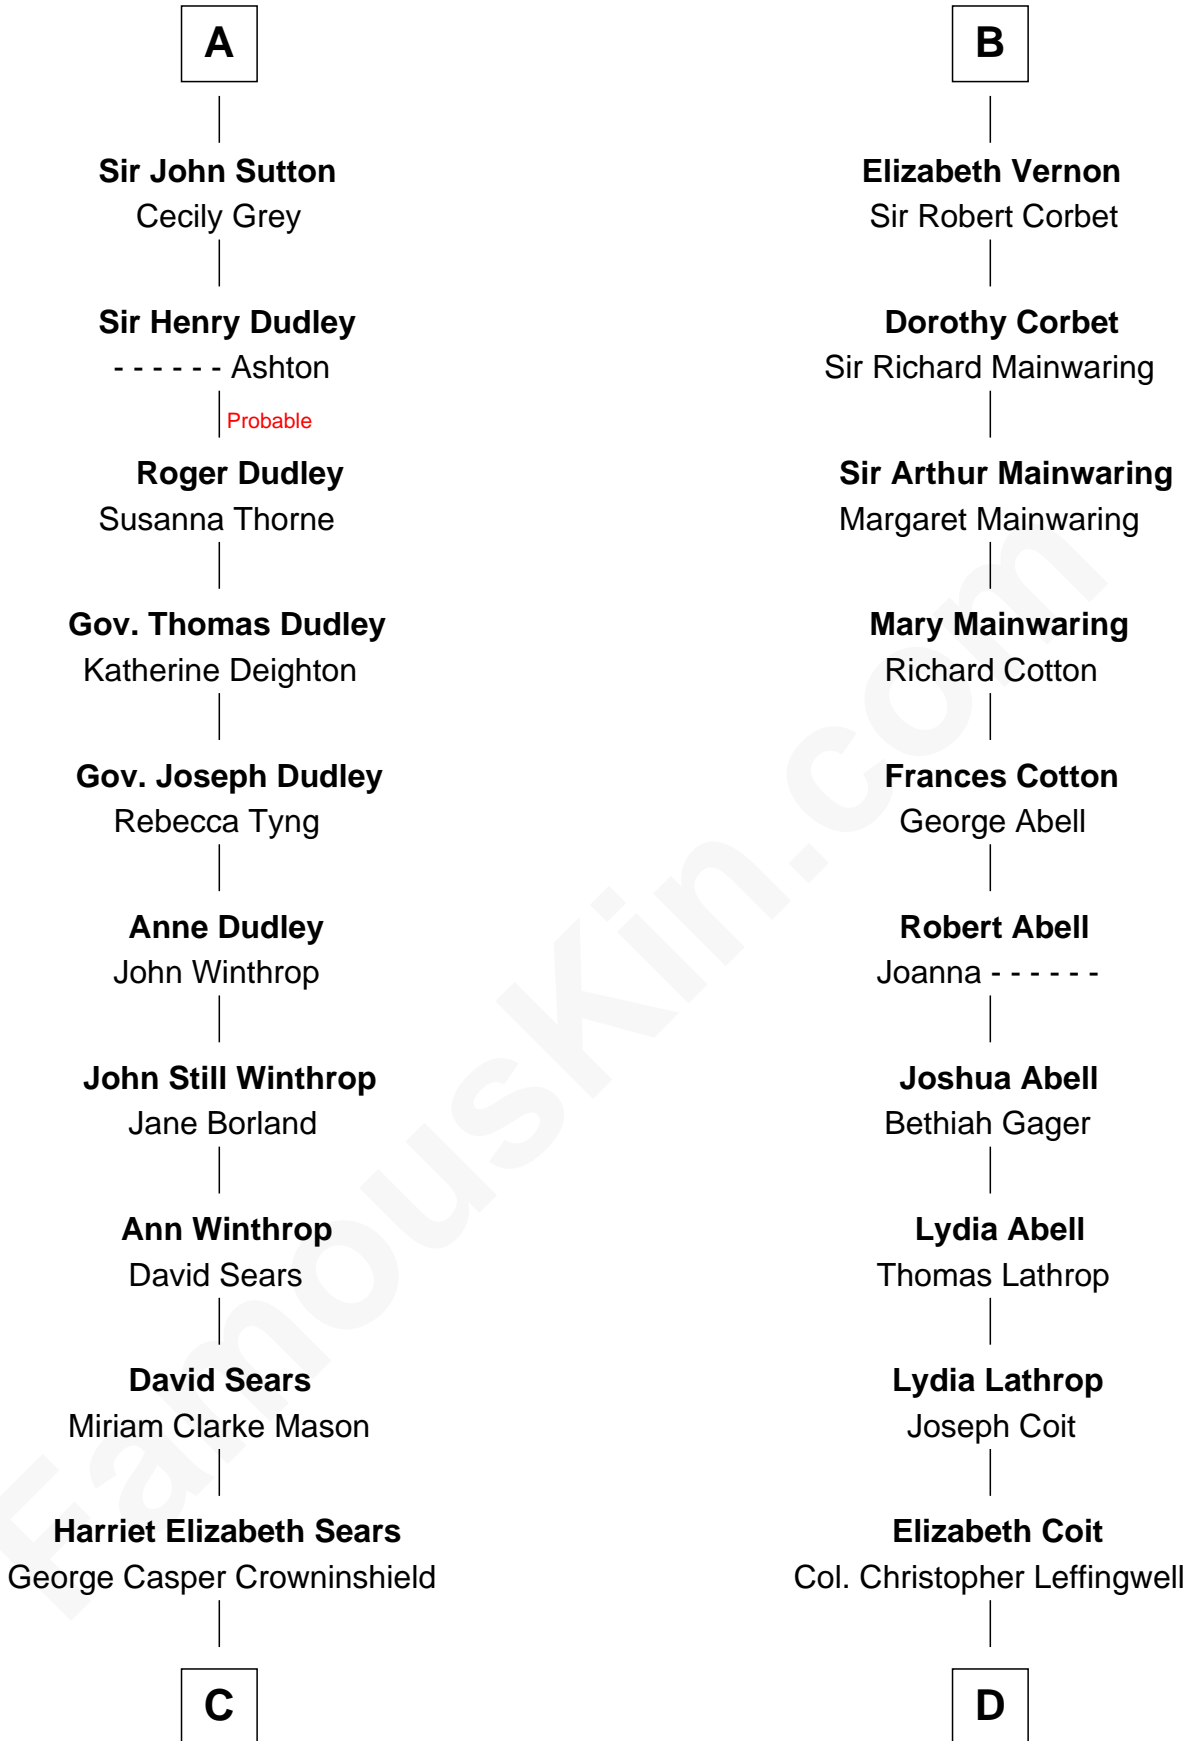 A
Sir John Sutton
Cecily Grey
Sir Henry Dudley
- - - - - - Ashton
Probable
Roger Dudley
Susanna Thorne
Gov. Thomas Dudley
Katherine Deighton
Gov. Joseph Dudley
Rebecca Tyng
Anne Dudley
John Winthrop
John Still Winthrop
Jane Borland
Ann Winthrop
David Sears
David Sears
Miriam Clarke Mason
Harriet Elizabeth Sears
George Casper Crowninshield
C
B
Elizabeth Vernon
Sir Robert Corbet
Dorothy Corbet
Sir Richard Mainwaring
Sir Arthur Mainwaring
Margaret Mainwaring
Mary Mainwaring
Richard Cotton
Frances Cotton
George Abell
Robert Abell
Joanna - - - - - -
Joshua Abell
Bethiah Gager
Lydia Abell
Thomas Lathrop
Lydia Lathrop
Joseph Coit
Elizabeth Coit
Col. Christopher Leffingwell
D
FamousKin.com